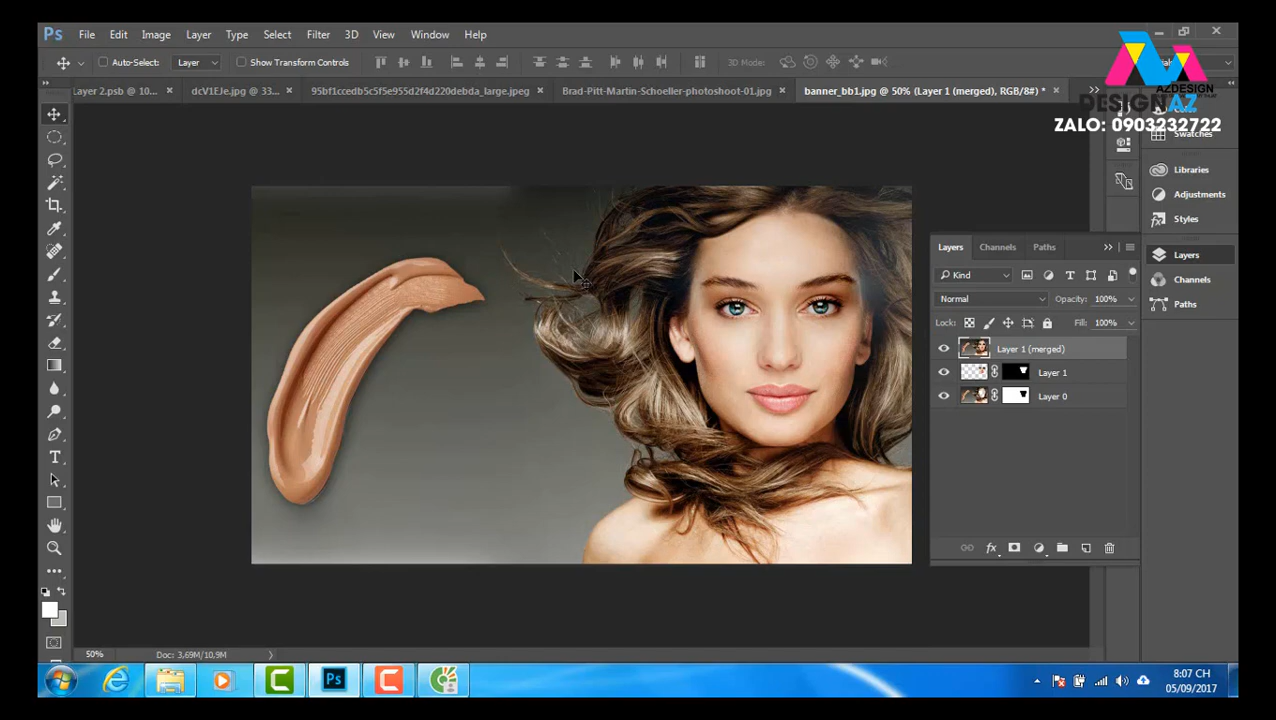 Ps File Edit Image Layer Type Select Filter 3D View Window Help
Auto-Select: Layer Show Transform Controls 3D Mode:
AZDESIGN
DESIGN AZ
ZALO: 0903232722
Layer 2.psb @ 10... × dcV1EJe.jpg @ 33... × 95bf1ccedb5c5f5e955d2f4d220debda_large.jpeg × Brad-Pitt-Martin-Schoeller-photoshoot-01.jpg × banner_bb1.jpg @ 50% (Layer 1 (merged), RGB/8#) * ×
Color
Swatches
Libraries
Adjustments
Styles
Layers
Channels
Paths
Layers Channels Paths
Kind
Normal Opacity: 100%
Lock: Fill: 100%
Layer 1 (merged)
Layer 1
Layer 0
fx
50% Doc: 3,69M/10,9M
Ps
8:07 CH
05/09/2017